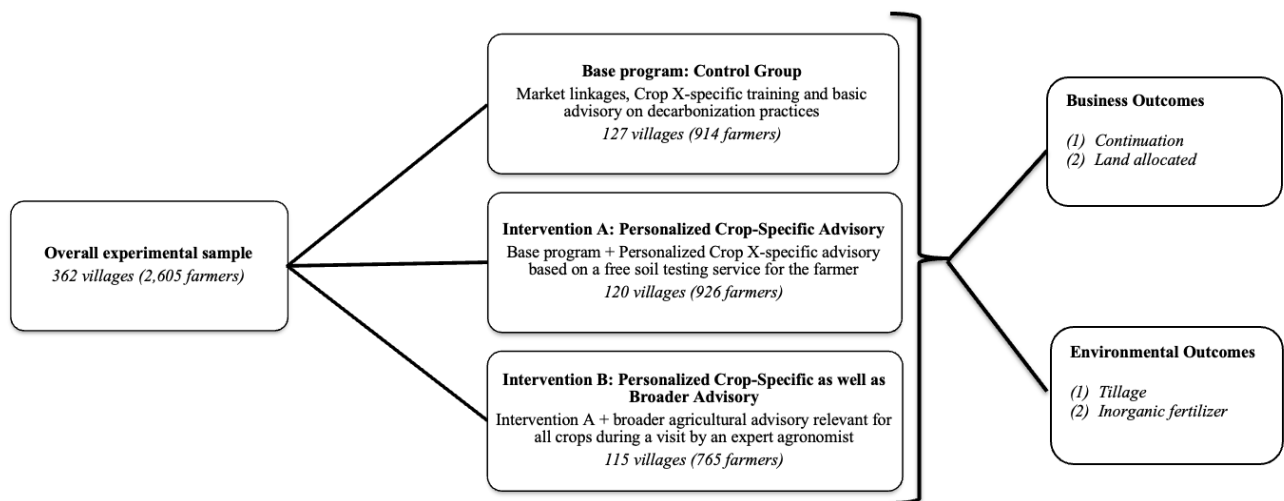 Overall experimental sample
362 villages (2,605 farmers)
Base program: Control Group
Market linkages, Crop X-specific training and basic
advisory on decarbonization practices
127 villages (914 farmers)
Intervention A: Personalized Crop-Specific Advisory
Base program + Personalized Crop X-specific advisory
based on a free soil testing service for the farmer
120 villages (926 farmers)
Intervention B: Personalized Crop-Specific as well as
Broader Advisory
Intervention A + broader agricultural advisory relevant for
all crops during a visit by an expert agronomist
115 villages (765 farmers)
Business Outcomes
(1) Continuation
(2) Land allocated
Environmental Outcomes
(1) Tillage
(2) Inorganic fertilizer